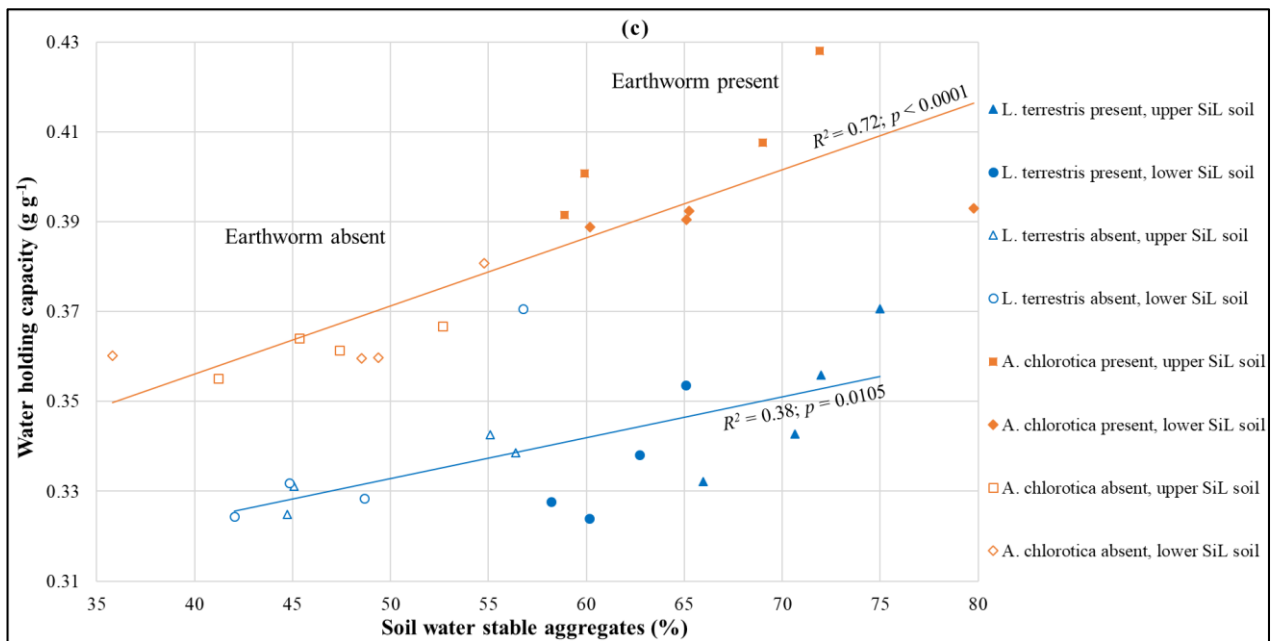 (c)
0.43
0.41
0.39
0.37
0.35
0.33
0.31
Water holding capacity (g g⁻¹)
Earthworm present
Earthworm absent
R² = 0.72; p < 0.0001
R² = 0.38; p = 0.0105
35 40 45 50 55 60 65 70 75 80
Soil water stable aggregates (%)
L. terrestris present, upper SiL soil
L. terrestris present, lower SiL soil
L. terrestris absent, upper SiL soil
L. terrestris absent, lower SiL soil
A. chlorotica present, upper SiL soil
A. chlorotica present, lower SiL soil
A. chlorotica absent, upper SiL soil
A. chlorotica absent, lower SiL soil